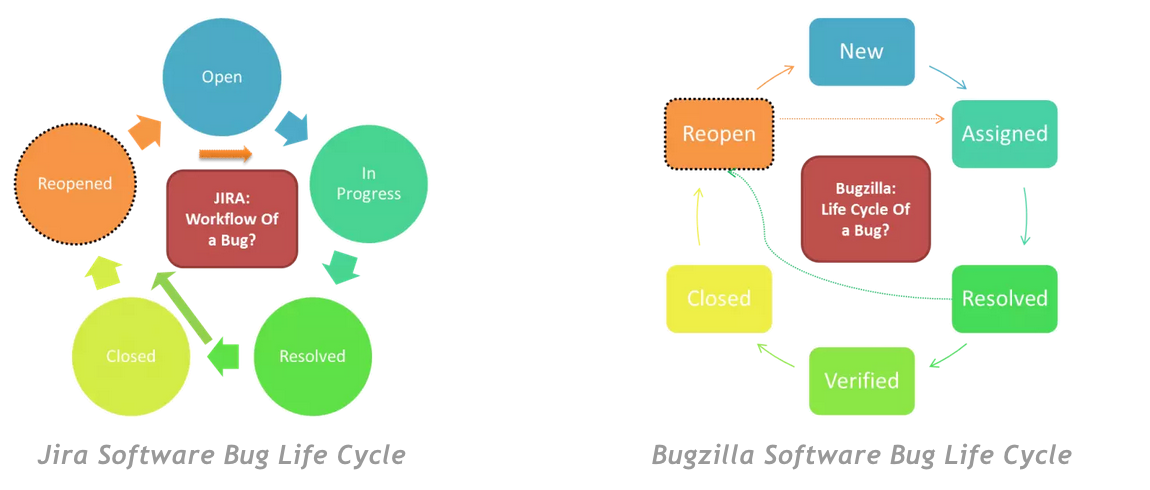 Open
In
Progress
Resolved
Closed
Reopened
JIRA:
Workflow Of
a Bug?
Jira Software Bug Life Cycle
New
Assigned
Resolved
Verified
Closed
Reopen
Bugzilla:
Life Cycle Of
a Bug?
Bugzilla Software Bug Life Cycle